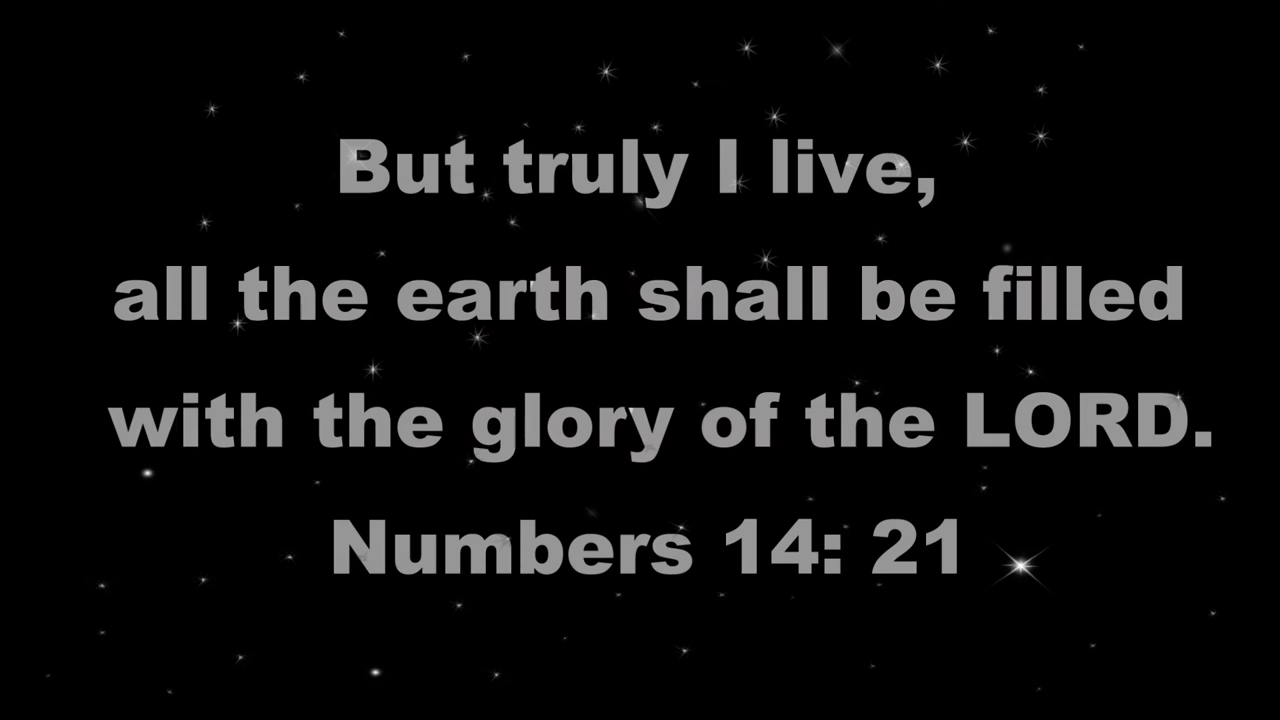 But truly I live,
all the earth shall be filled
with the glory of the LORD.
Numbers 14: 21